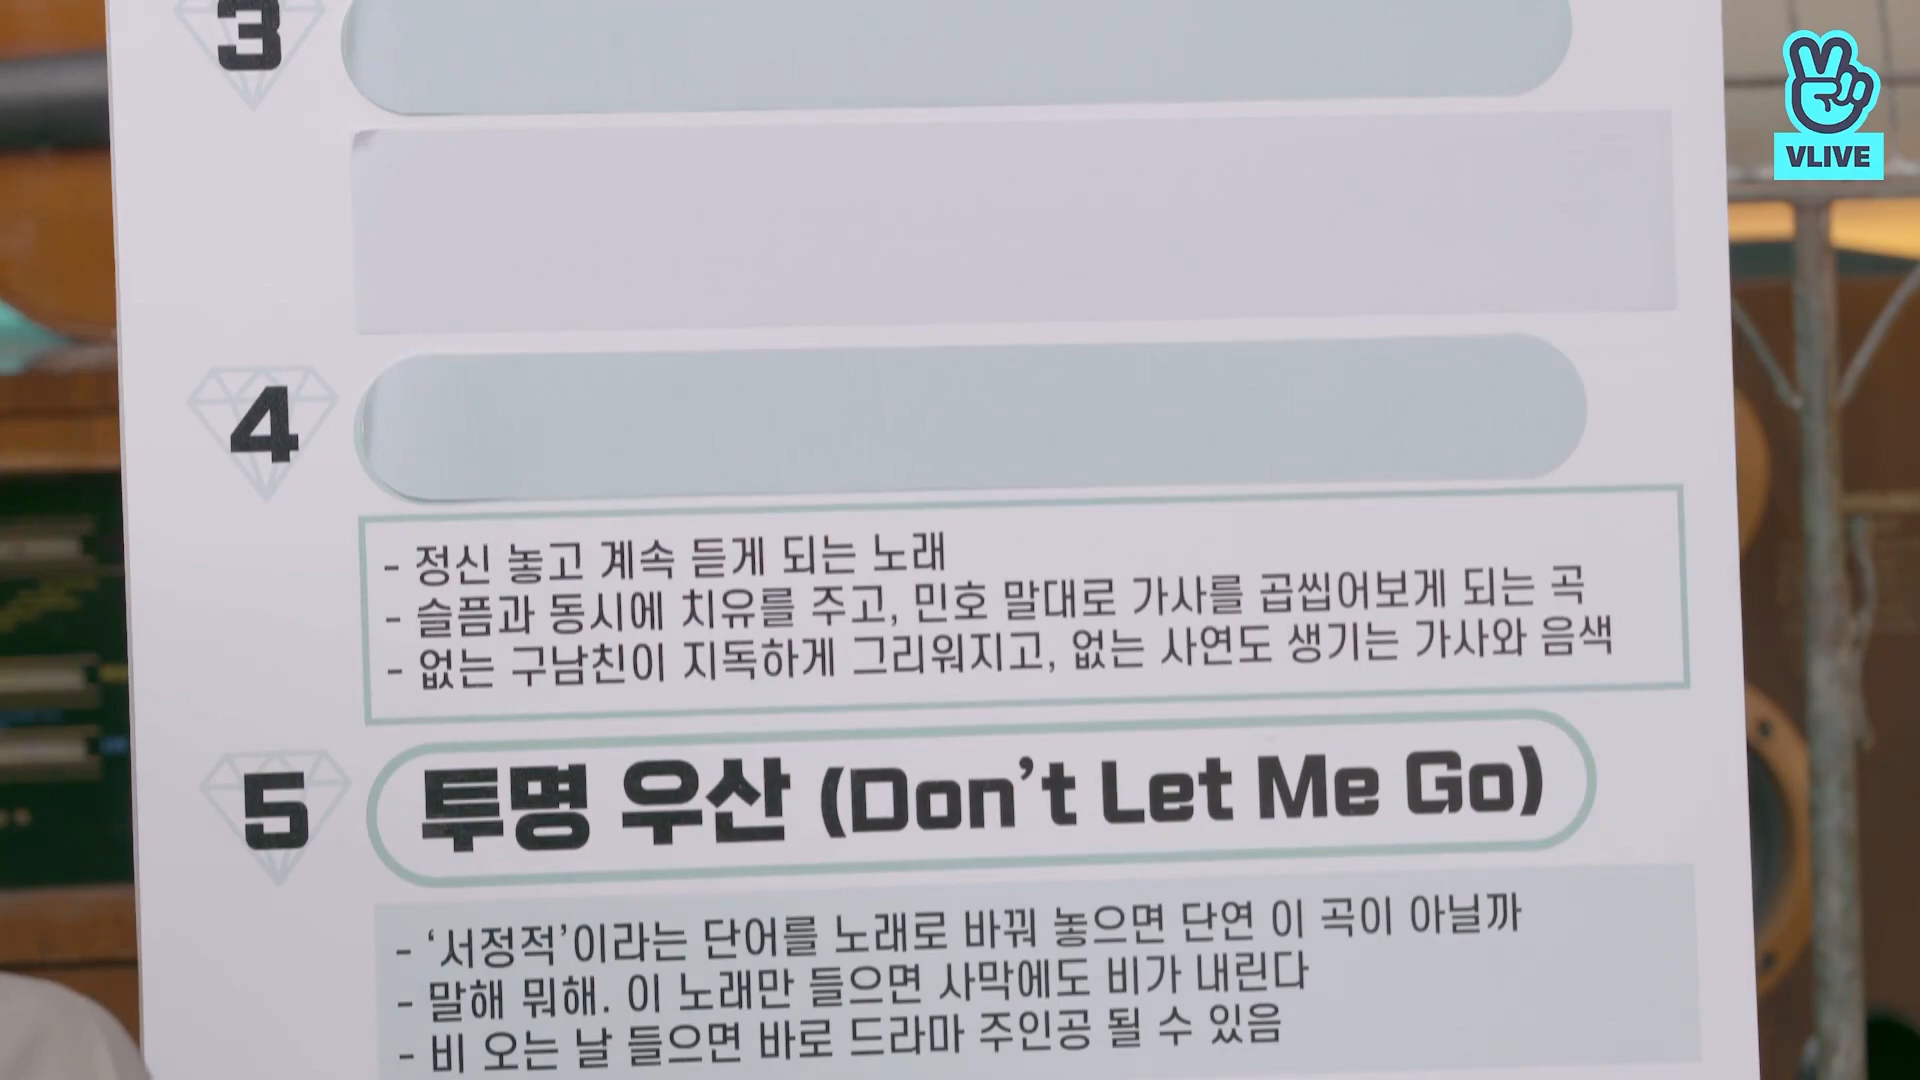 3
VLIVE
4
- 정신 놓고 계속 듣게 되는 노래
- 슬픔과 동시에 치유를 주고, 민호 말대로 가사를 곱씹어보게 되는 곡
- 없는 구남친이 지독하게 그리워지고, 없는 사연도 생기는 가사와 음색
5 투명 우산 (Don't Let Me Go)
- ‘서정적’이라는 단어를 노래로 바꿔 놓으면 단연 이 곡이 아닐까
- 말해 뭐해. 이 노래만 들으면 사막에도 비가 내린다
- 비 오는 날 들으면 바로 드라마 주인공 될 수 있음